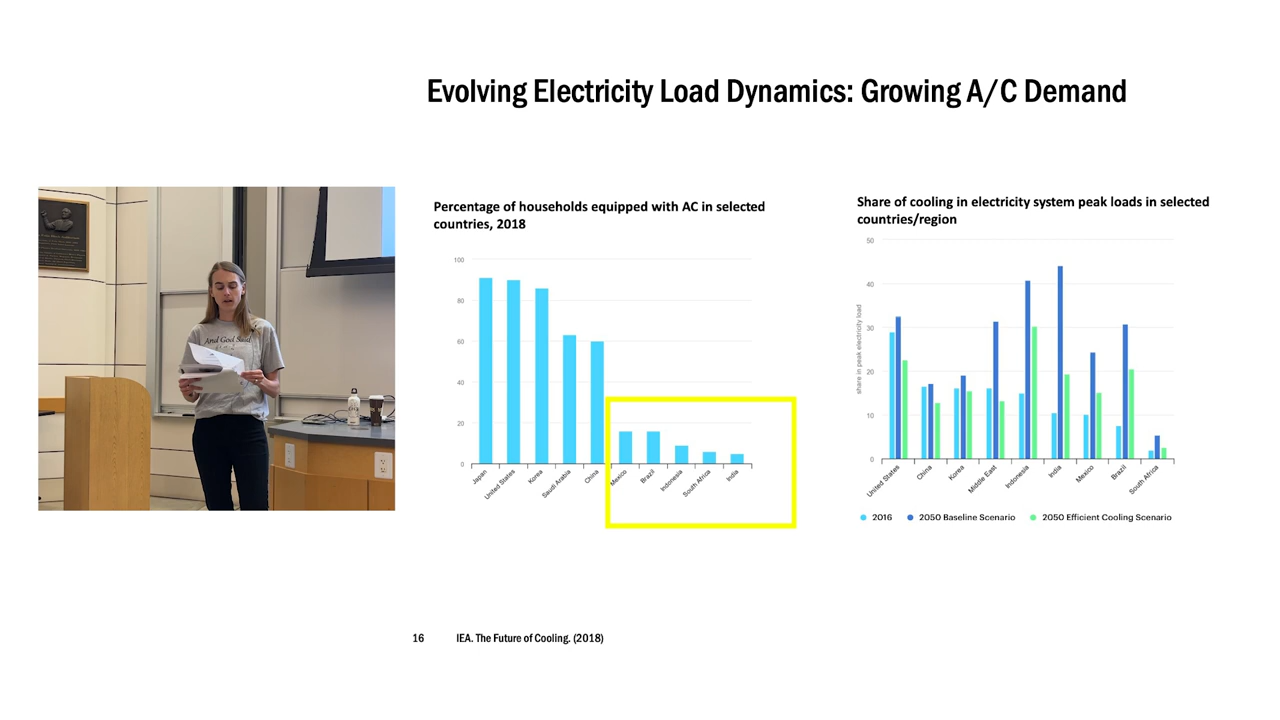 Evolving Electricity Load Dynamics: Growing A/C Demand
And God Said
Percentage of households equipped with AC in selected
countries, 2018
100
80
60
40
20
0
Japan
United States
Korea
Saudi Arabia
China
Mexico
Brazil
Indonesia
South Africa
India
Share of cooling in electricity system peak loads in selected
countries/region
share in peak electricity load
50
40
30
20
10
0
United States
China
Korea
Middle East
Indonesia
India
Mexico
Brazil
South Africa
2016
2050 Baseline Scenario
2050 Efficient Cooling Scenario
16
IEA. The Future of Cooling. (2018)